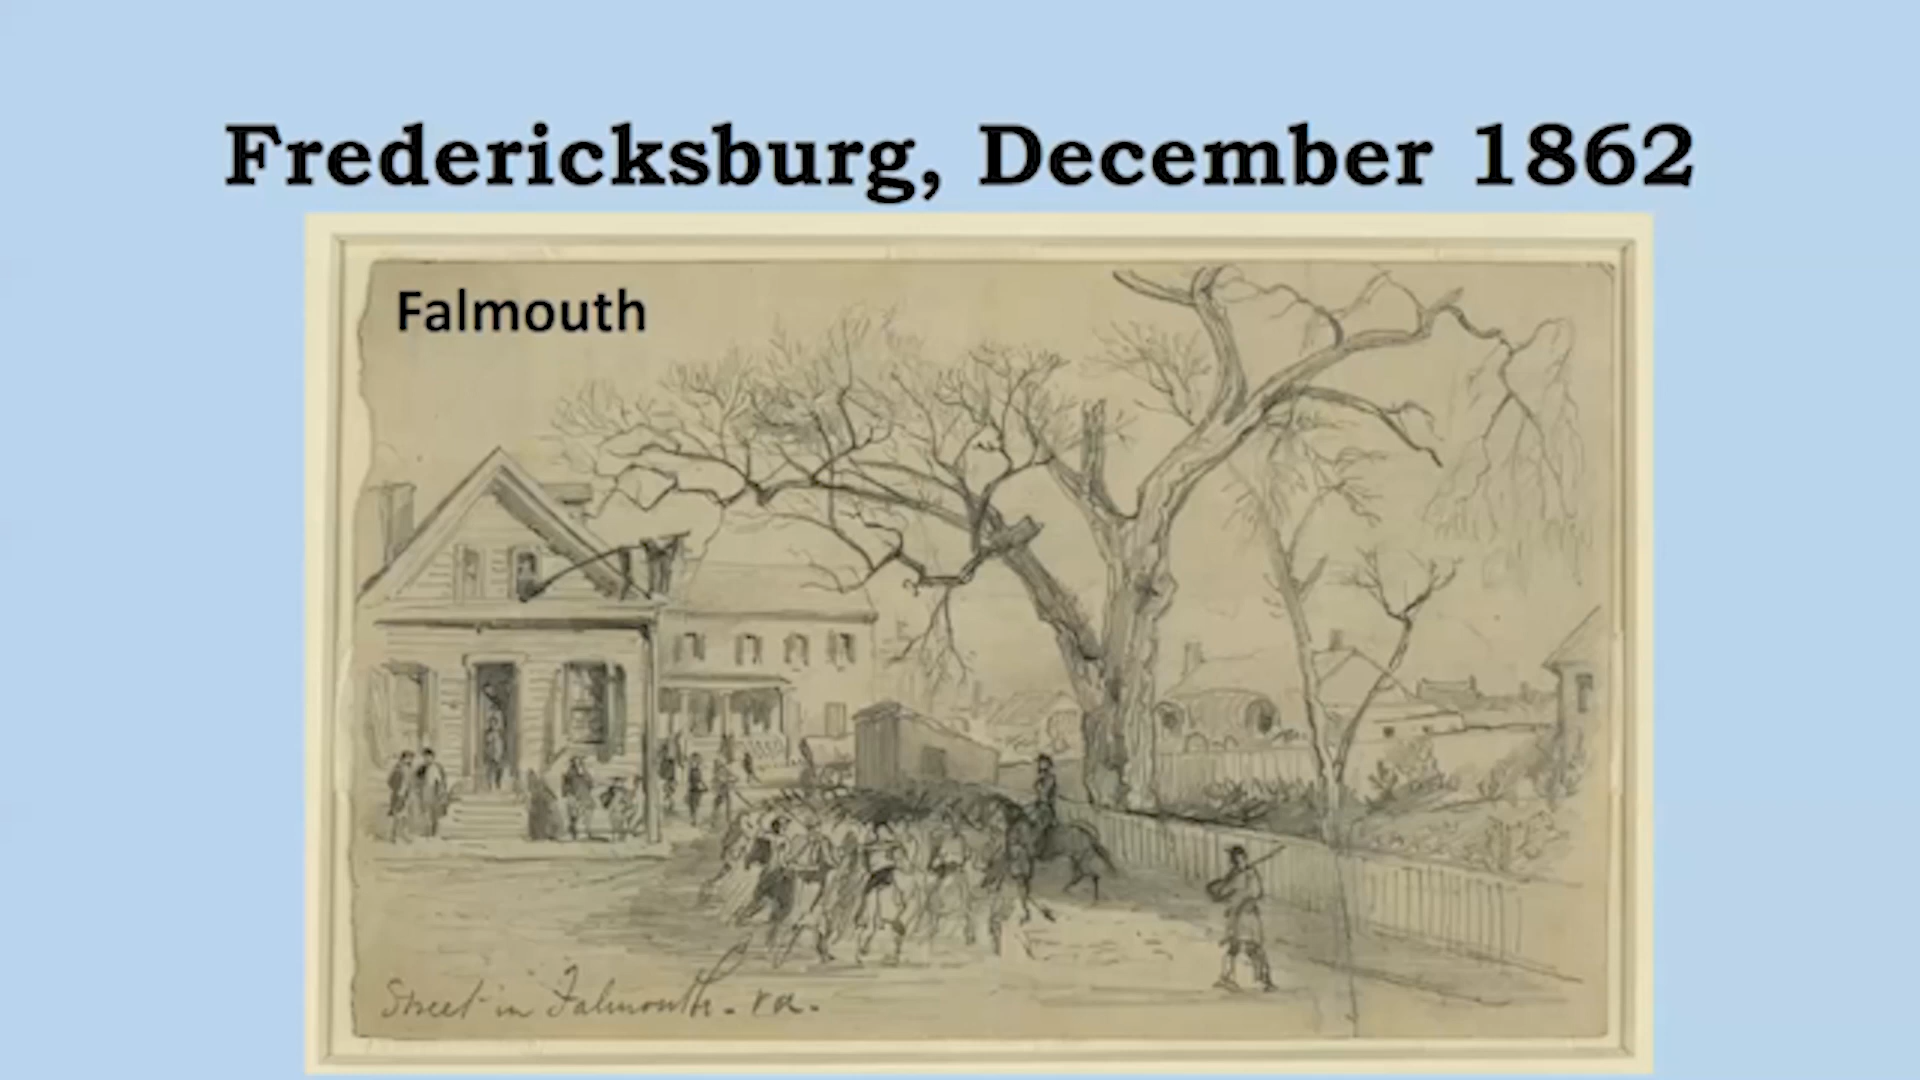 Fredericksburg, December 1862
Falmouth
Street in Falmouth - va.